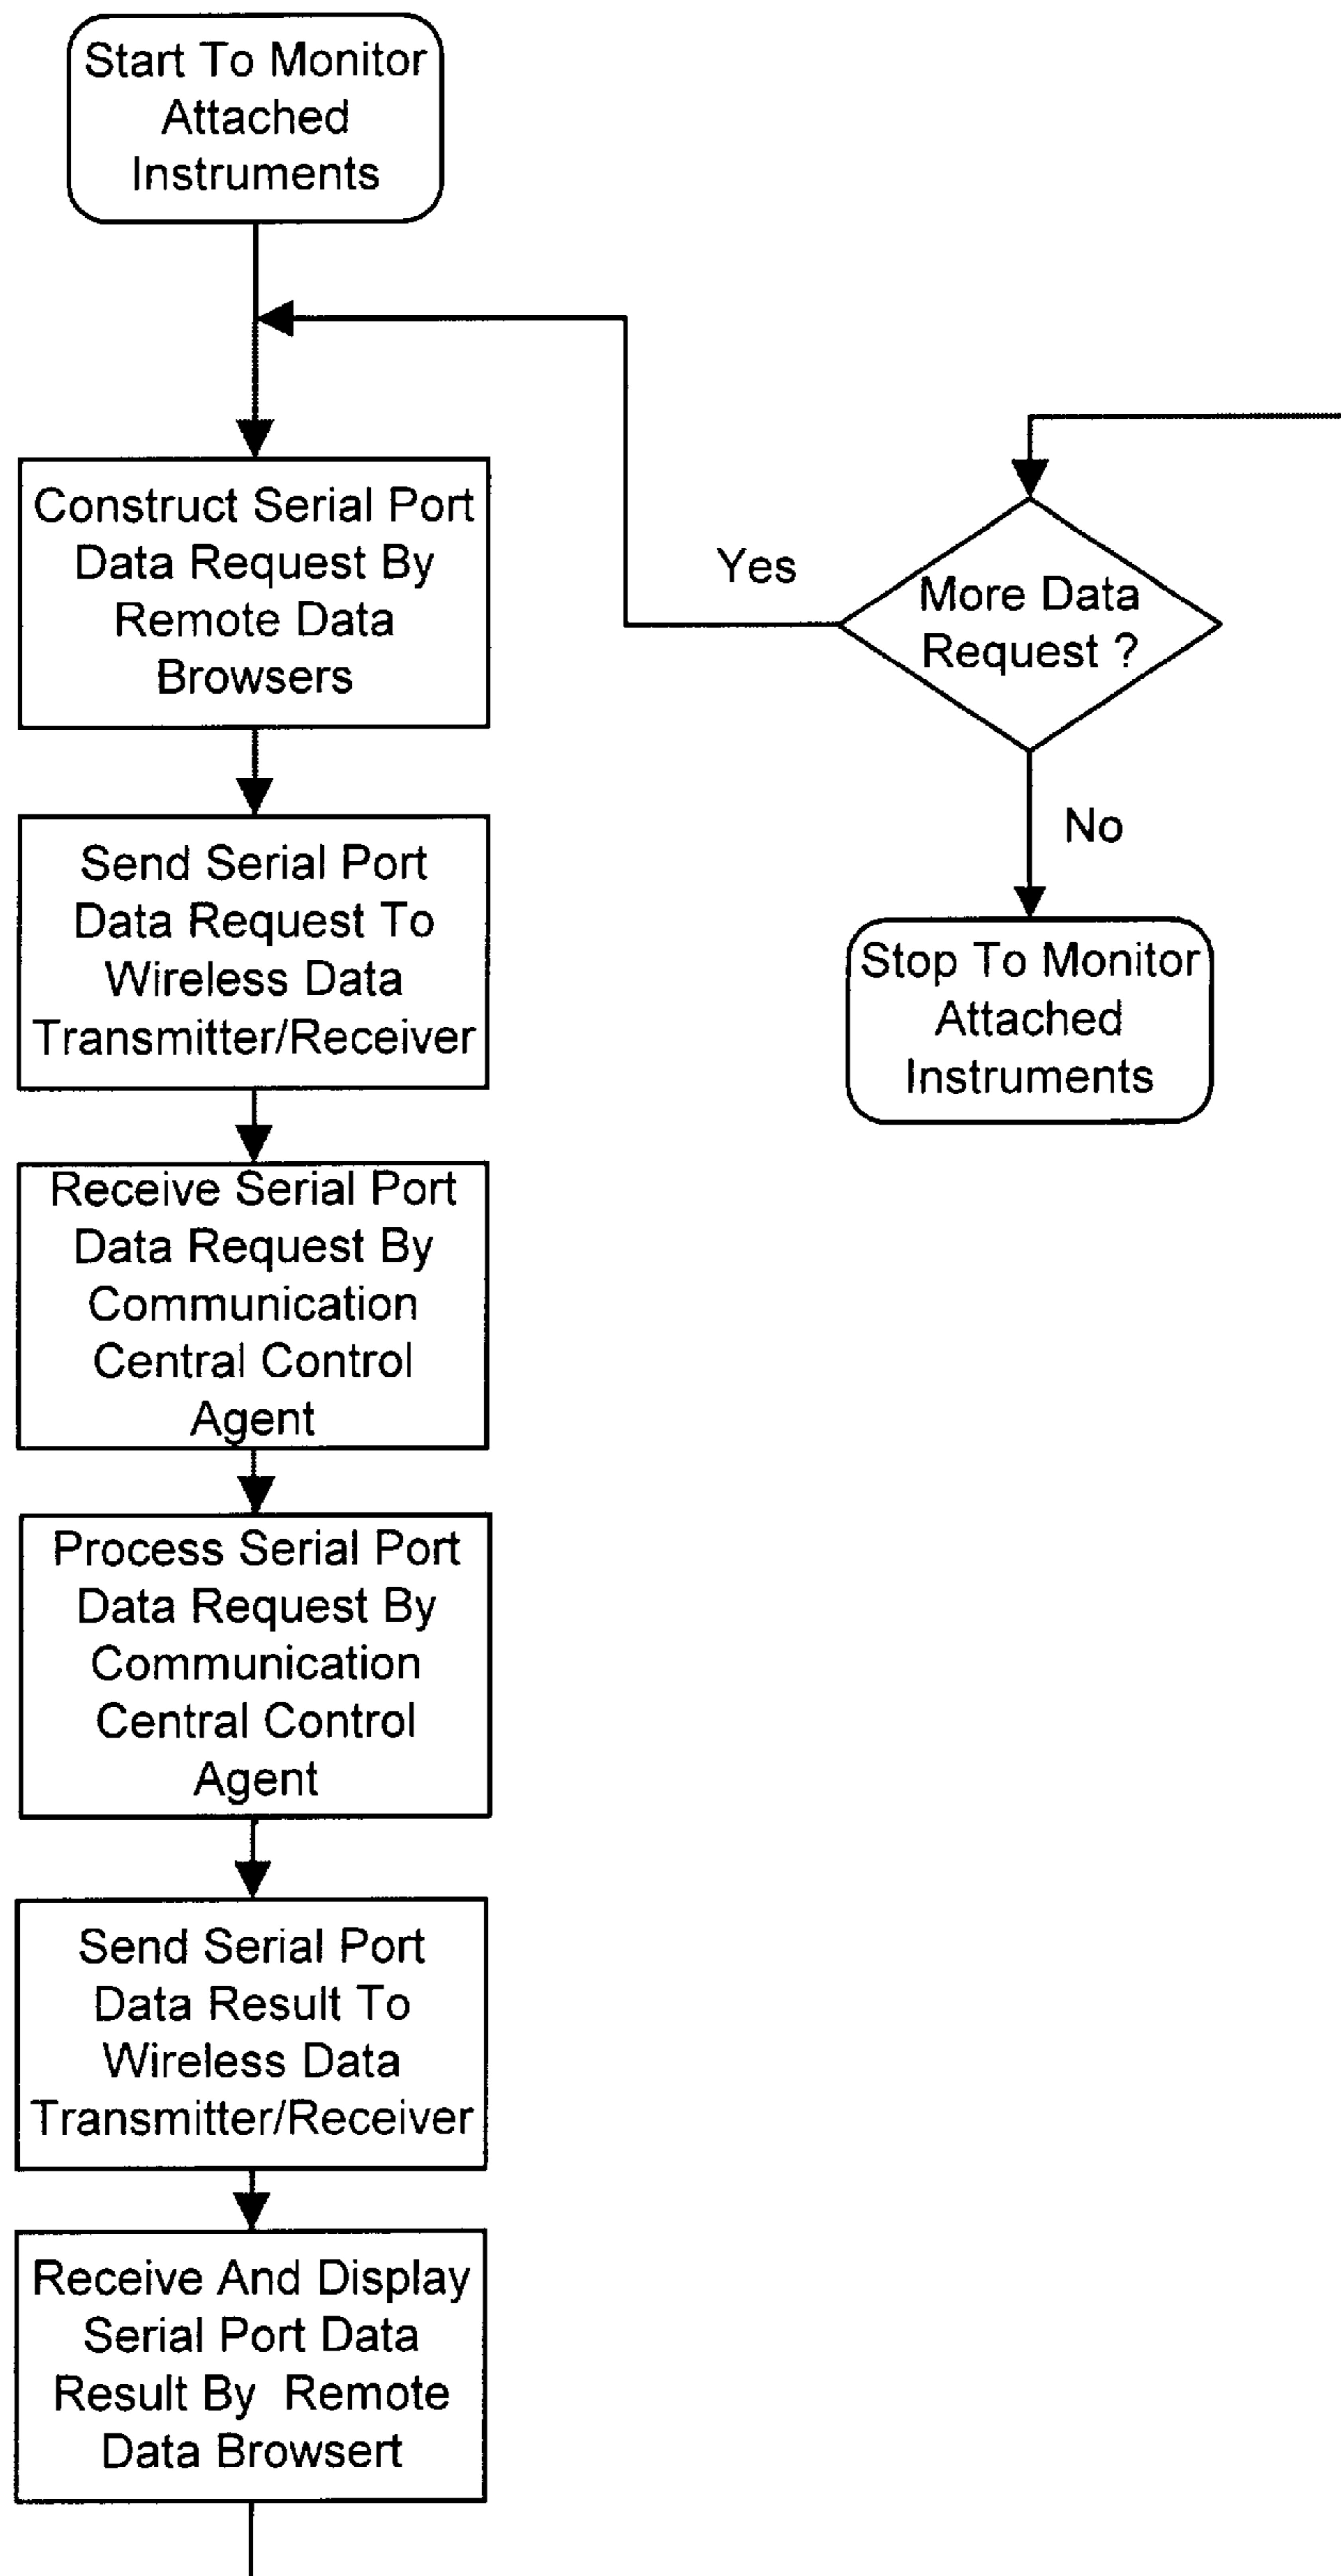 Start To Monitor
Attached
Instruments
Construct Serial Port
Data Request By
Remote Data
Browsers
Send Serial Port
Data Request To
Wireless Data
Transmitter/Receiver
Receive Serial Port
Data Request By
Communication
Central Control
Agent
Process Serial Port
Data Request By
Communication
Central Control
Agent
Send Serial Port
Data Result To
Wireless Data
Transmitter/Receiver
Receive And Display
Serial Port Data
Result By Remote
Data Browsert
More Data
Request ?
Yes
No
Stop To Monitor
Attached
Instruments